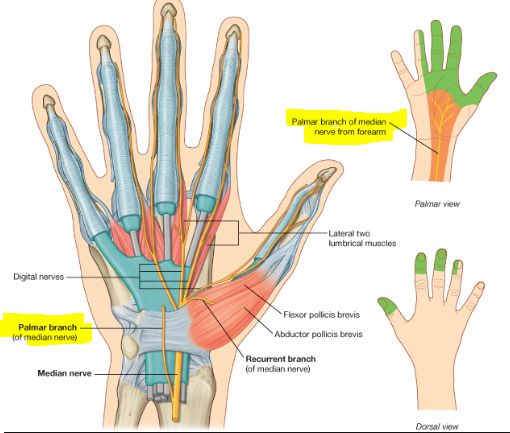 Palmar branch of median
nerve from forearm
Palmar view
Lateral two
lumbrical muscles
Digital nerves
Flexor pollicis brevis
Abductor pollicis brevis
Palmar branch
(of median nerve)
Recurrent branch
(of median nerve)
Median nerve
Dorsal view